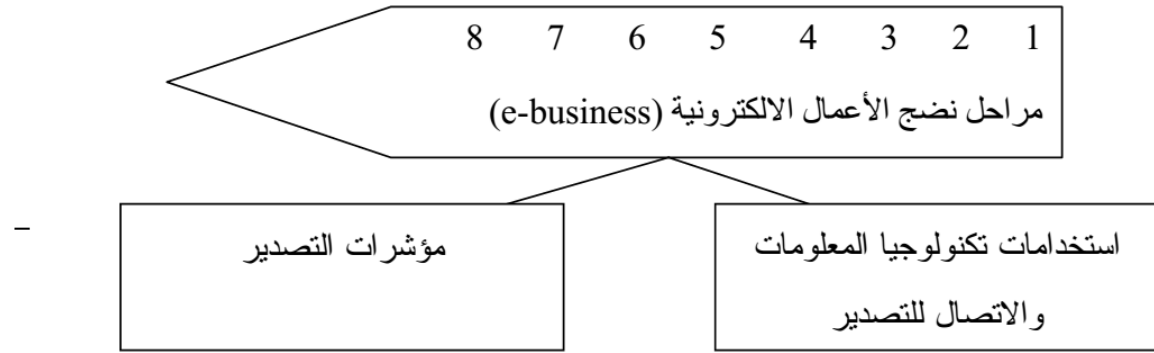 1 2 3 4 5 6 7 8
مراحل نضج الأعمال الالكترونية (e-business)
استخدامات تكنولوجيا المعلومات
والاتصال للتصدير
مؤشرات التصدير
–